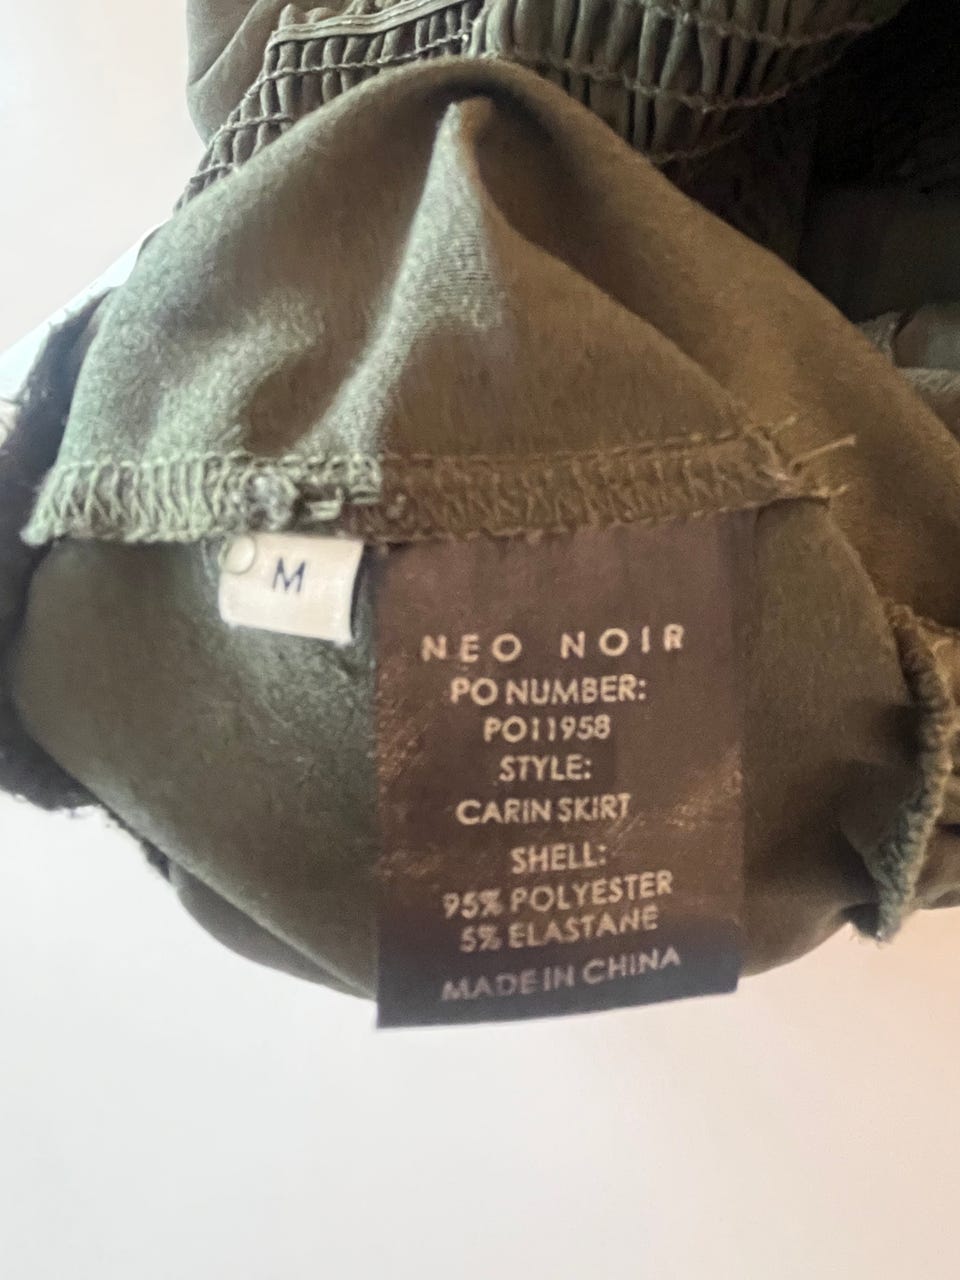 M
NEO NOIR
PO NUMBER:
PO11958
STYLE:
CARIN SKIRT
SHELL:
95% POLYESTER
5% ELASTANE
MADE IN CHINA